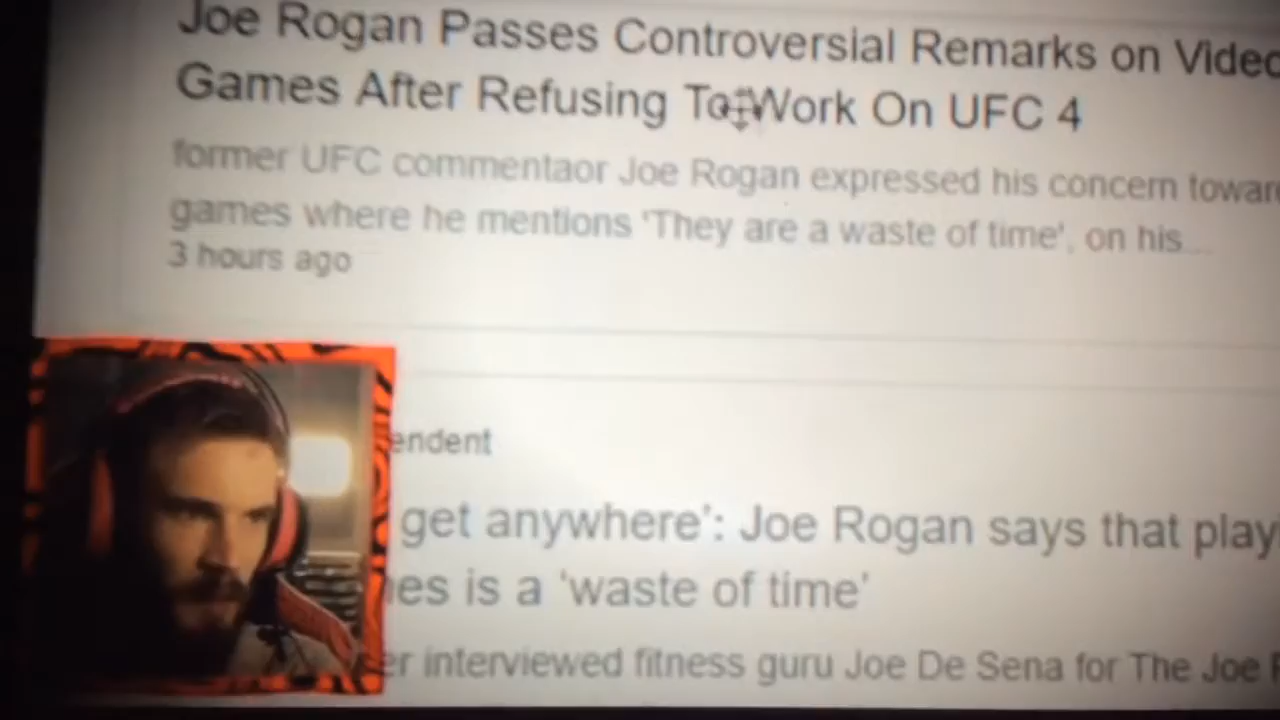 Joe Rogan Passes Controversial Remarks on Video
Games After Refusing To Work On UFC 4
former UFC commentaor Joe Rogan expressed his concern towar
games where he mentions 'They are a waste of time', on his...
3 hours ago
endent
get anywhere': Joe Rogan says that play
es is a 'waste of time'
er interviewed fitness guru Joe De Sena for The Joe